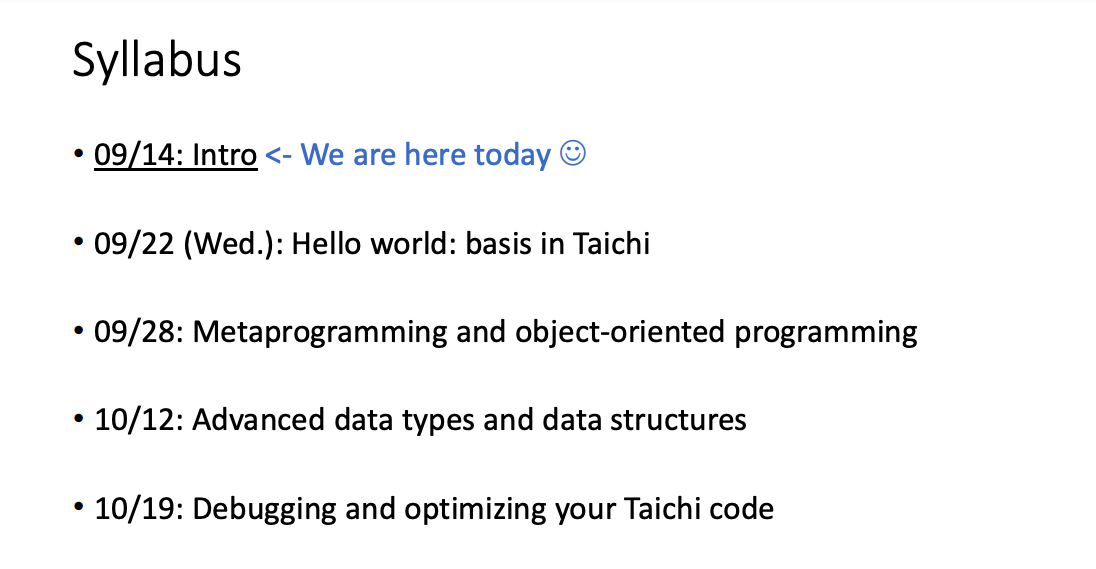 Syllabus
• 09/14: Intro <- We are here today ☺
• 09/22 (Wed.): Hello world: basis in Taichi
• 09/28: Metaprogramming and object-oriented programming
• 10/12: Advanced data types and data structures
• 10/19: Debugging and optimizing your Taichi code